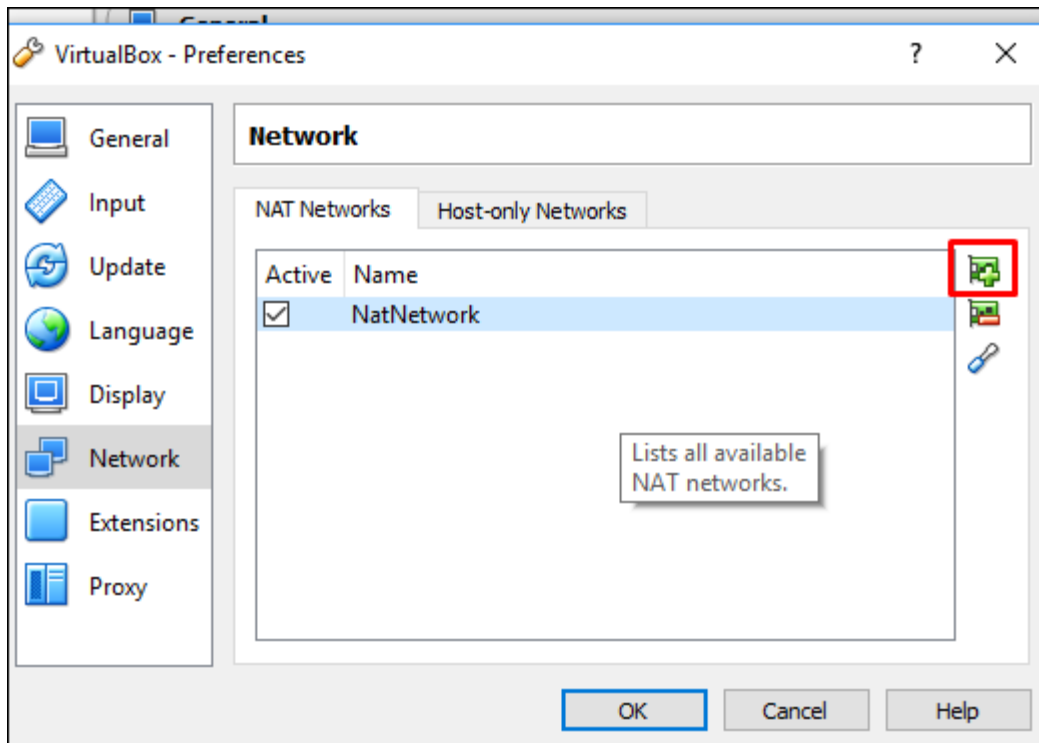 General
VirtualBox - Preferences
?
General
Input
Update
Language
Display
Network
Extensions
Proxy
Network
NAT Networks
Host-only Networks
Active Name
NatNetwork
Lists all available
NAT networks.
OK
Cancel
Help